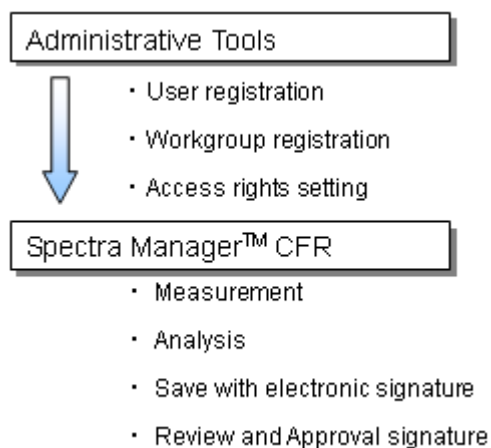 Administrative Tools
・User registration
・Workgroup registration
・Access rights setting
Spectra Manager™ CFR
・Measurement
・Analysis
・Save with electronic signature
・Review and Approval signature